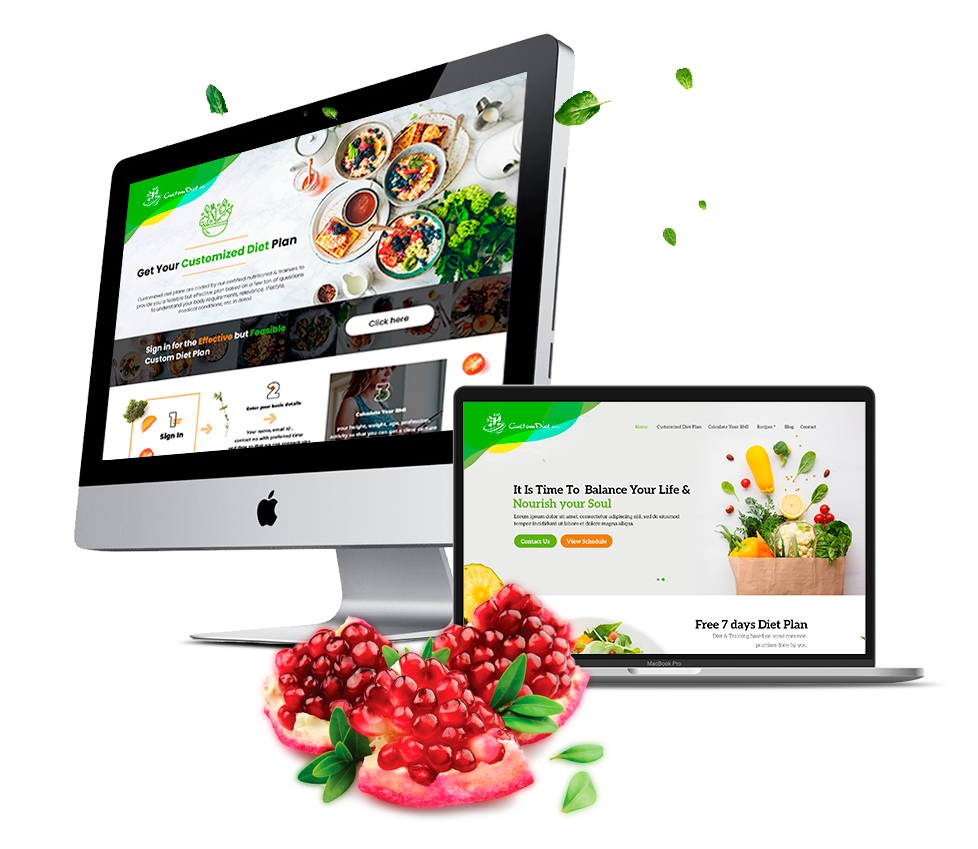 CustomDiet
Get Your Customized Diet Plan
Customized diet plans are coded by our certified nutritionist & trainers to
provide you a feasible but effective plan based on a few ton of questions
to understand your body requirements, relevance, lifestyle,
medical conditions, etc in detail.
Sign in for the Effective but Feasible
Custom Diet Plan
Click here
1
Sign In
2
Enter your basic details
Your name, email id,
contact no with preferred time
3
Calculate Your BMI
your height, weight, age, profession,
activity so that you can get a clear picture
CustomDiet
Home Customized Diet Plan Calculate Your BMI Recipes Blog Contact
It Is Time To Balance Your Life &
Nourish your Soul
Lorem ipsum dolor sit amet, consectetur adipiscing elit, sed do eiusmod
tempor incididunt ut labore et dolore magna aliqua.
Contact Us View Schedule
Free 7 days Diet Plan
Diet & Training based on some common
practises done by you
MacBook Pro